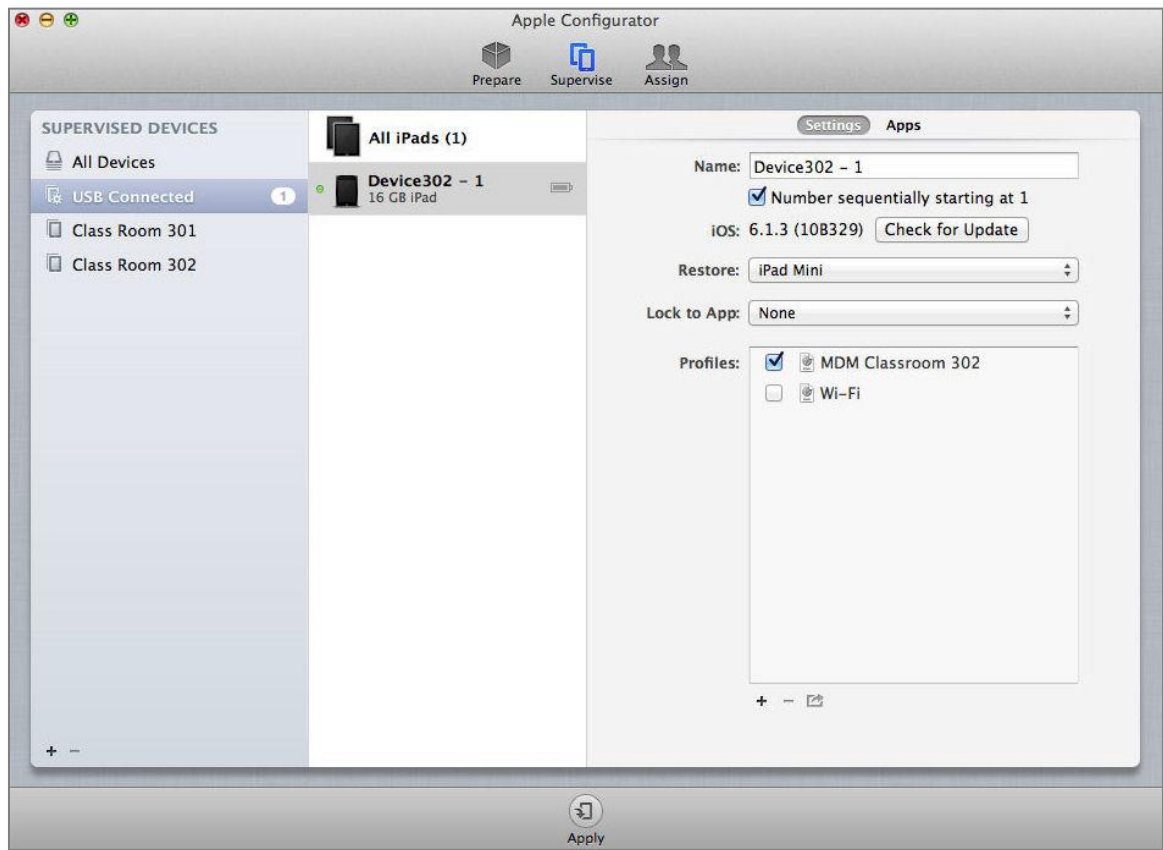 Apple Configurator
Prepare Supervise Assign
SUPERVISED DEVICES
All Devices
USB Connected 1
Class Room 301
Class Room 302
All iPads (1)
Device302 – 1
16 GB iPad
Settings Apps
Name: Device302 – 1
Number sequentially starting at 1
iOS: 6.1.3 (10B329) Check for Update
Restore: iPad Mini
Lock to App: None
Profiles: MDM Classroom 302
Wi-Fi
Apply